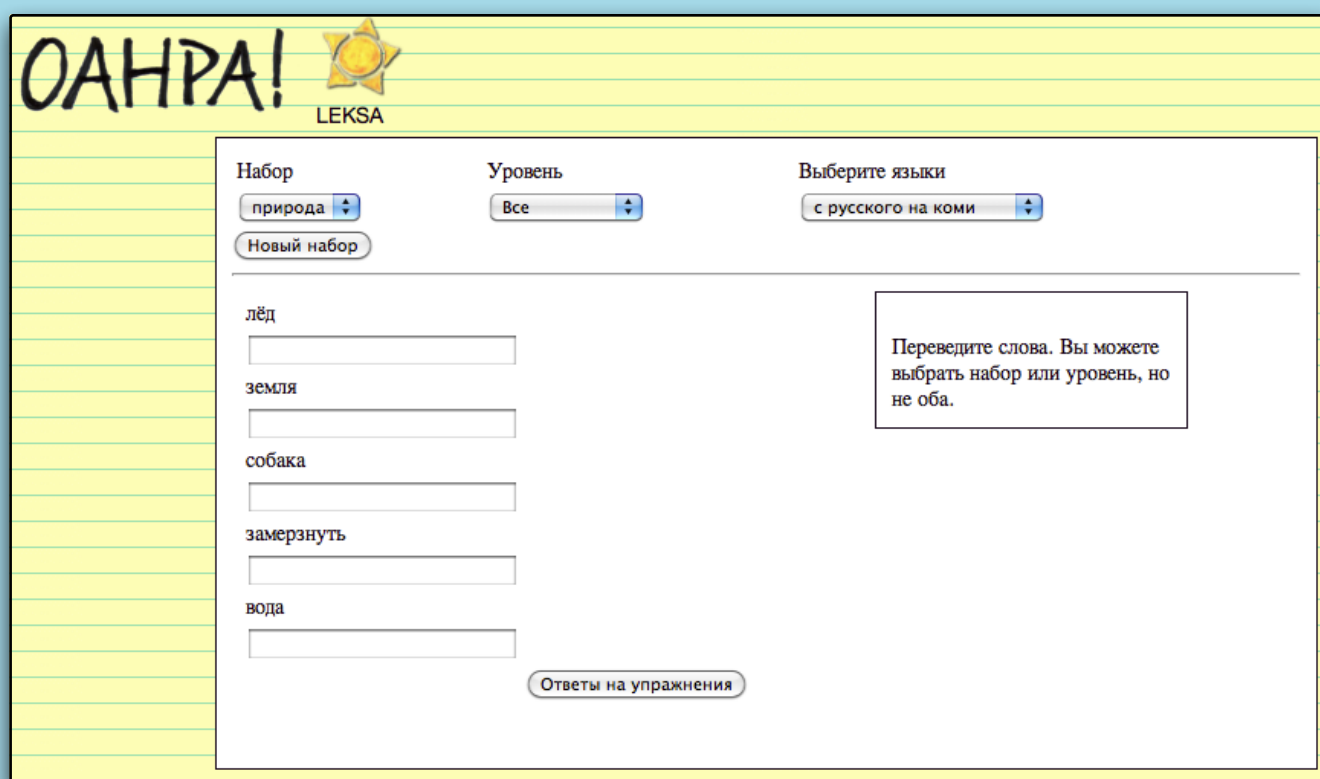 OAHPA!
LEKSA
Набор Уровень Выберите языки
природа Все с русского на коми
Новый набор
лёд
земля
собака
замерзнуть
вода
Ответы на упражнения
Переведите слова. Вы можете
выбрать набор или уровень, но
не оба.